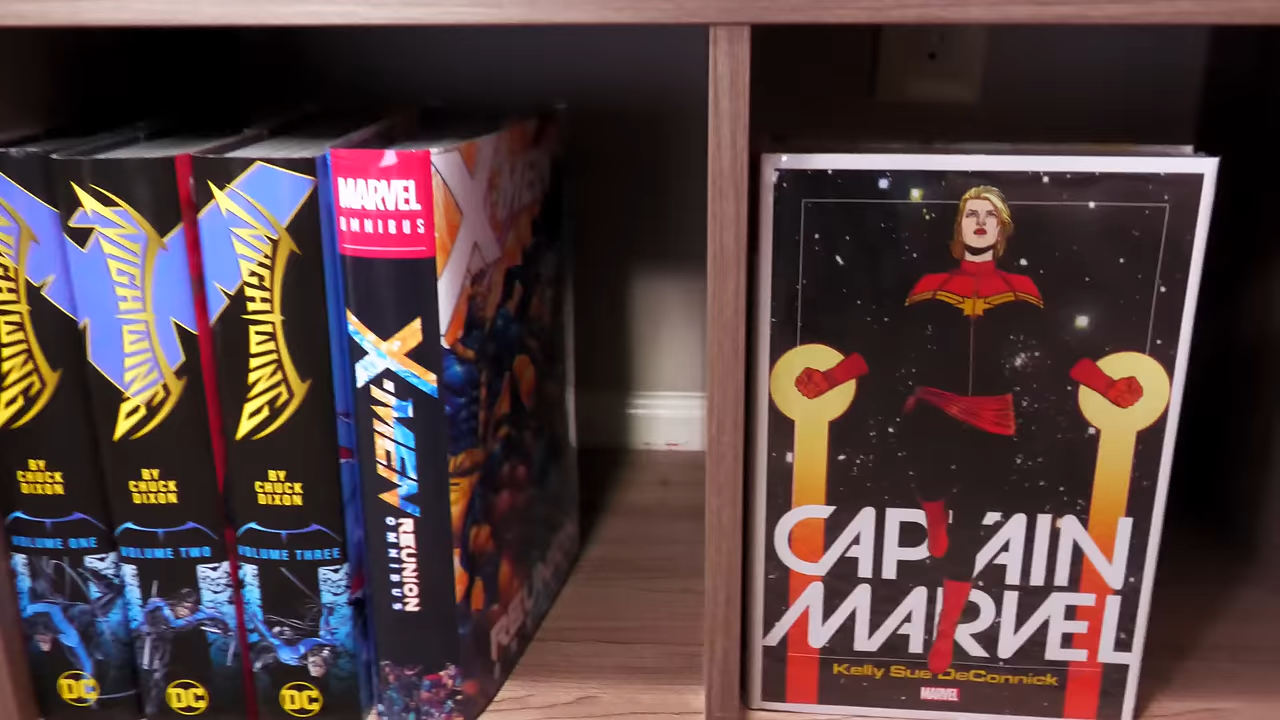 NIGHTWING
BY
CHUCK
DIXON
VOLUME ONE
DC
NIGHTWING
BY
CHUCK
DIXON
VOLUME TWO
DC
NIGHTWING
BY
CHUCK
DIXON
VOLUME THREE
DC
MARVEL
OMNIBUS
X-MEN
REUNION
OMNIBUS
CAPTAIN
MARVEL
Kelly Sue DeConnick
MARVEL